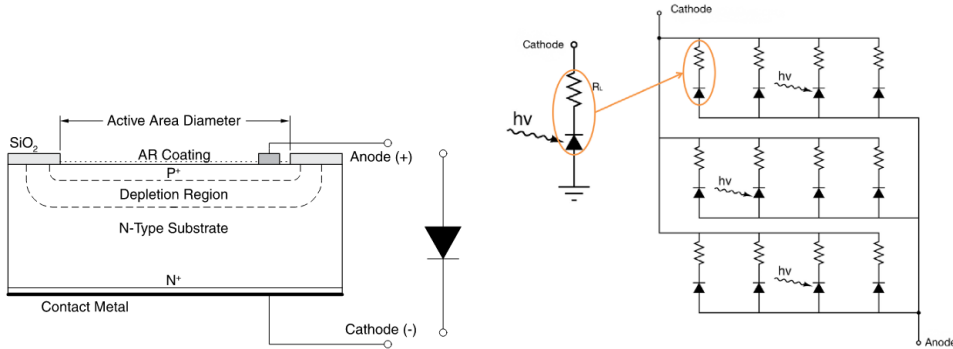 Active Area Diameter
SiO₂
AR Coating
P⁺
Depletion Region
N-Type Substrate
N⁺
Contact Metal
Anode (+)
Cathode (-)
Cathode
Rʟ
hv
Cathode
hv
hv
hv
Anode